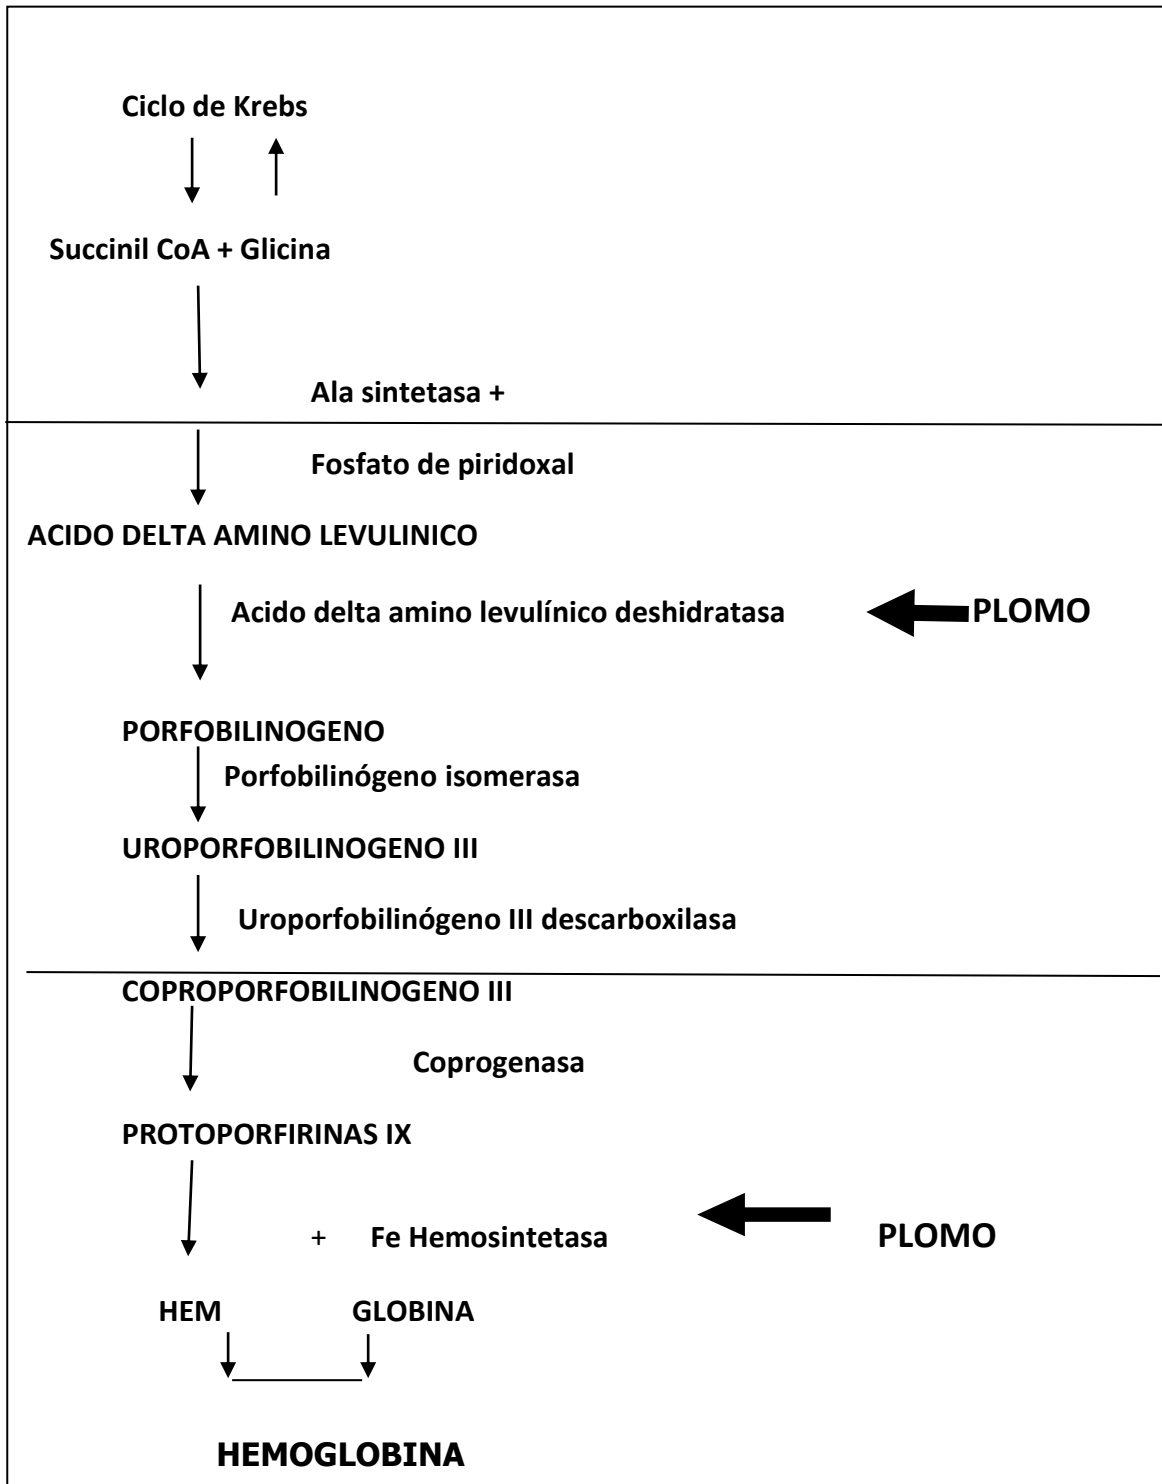 Ciclo de Krebs
Succinil CoA + Glicina
Ala sintetasa +
Fosfato de piridoxal
ACIDO DELTA AMINO LEVULINICO
Acido delta amino levulínico deshidratasa PLOMO
PORFOBILINOGENO
Porfobilinógeno isomerasa
UROPORFOBILINOGENO III
Uroporfobilinógeno III descarboxilasa
COPROPORFOBILINOGENO III
Coprogenasa
PROTOPORFIRINAS IX
+ Fe Hemosintetasa PLOMO
HEM GLOBINA
HEMOGLOBINA